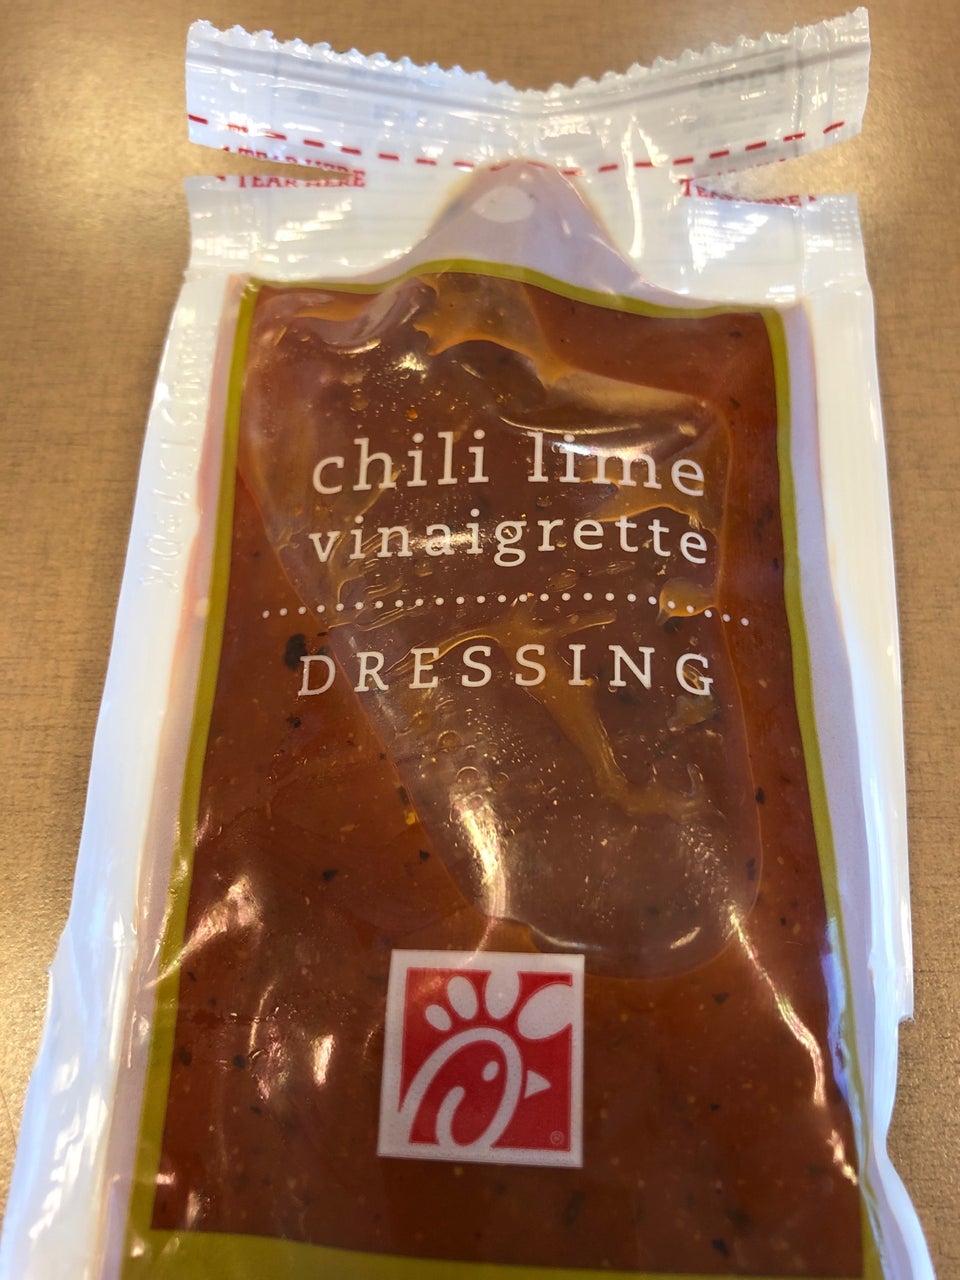 TEAR HERE
TEAR HERE
chili lime
vinaigrette
DRESSING
®